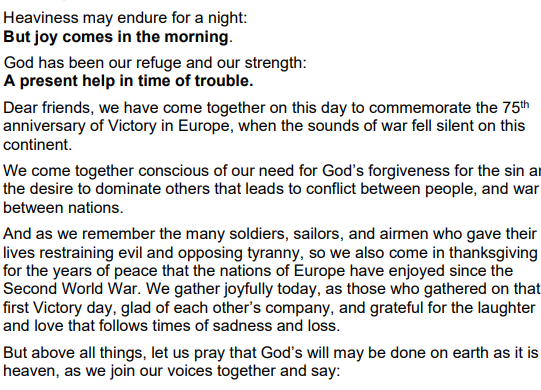 Heaviness may endure for a night:
But joy comes in the morning.
God has been our refuge and our strength:
A present help in time of trouble.
Dear friends, we have come together on this day to commemorate the 75th
anniversary of Victory in Europe, when the sounds of war fell silent on this
continent.
We come together conscious of our need for God's forgiveness for the sin
the desire to dominate others that leads to conflict between people, and war
between nations.
And as we remember the many soldiers, sailors, and airmen who gave their
lives restraining evil and opposing tyranny, so we also come in thanksgiving
for the years of peace that the nations of Europe have enjoyed since the
Second World War. We gather joyfully today, as those who gathered on that
first Victory day, glad of each other's company, and grateful for the laughter
and love that follows times of sadness and loss.
But above all things, let us pray that God's will may be done on earth as it is
heaven, as we join our voices together and say: